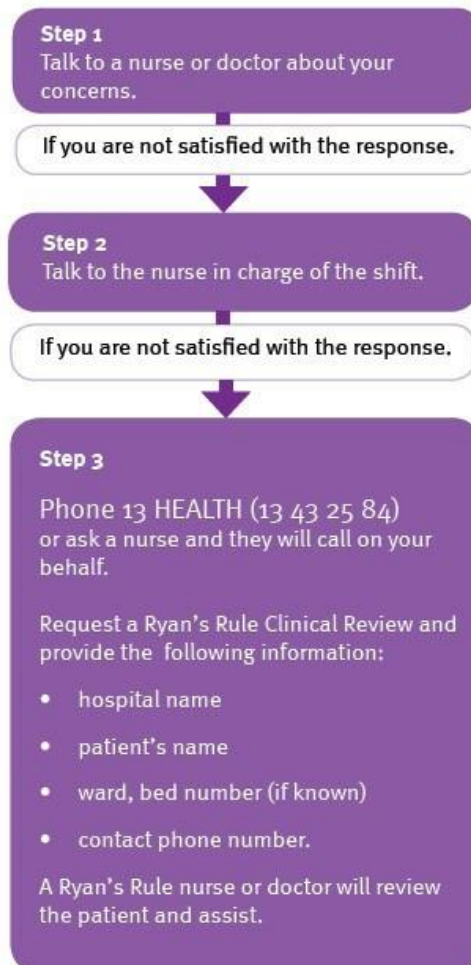 Step 1
Talk to a nurse or doctor about your
concerns.
If you are not satisfied with the response.
Step 2
Talk to the nurse in charge of the shift.
If you are not satisfied with the response.
Step 3
Phone 13 HEALTH (13 43 25 84)
or ask a nurse and they will call on your
behalf.
Request a Ryan's Rule Clinical Review and
provide the following information:
• hospital name
• patient's name
• ward, bed number (if known)
• contact phone number.
A Ryan's Rule nurse or doctor will review
the patient and assist.